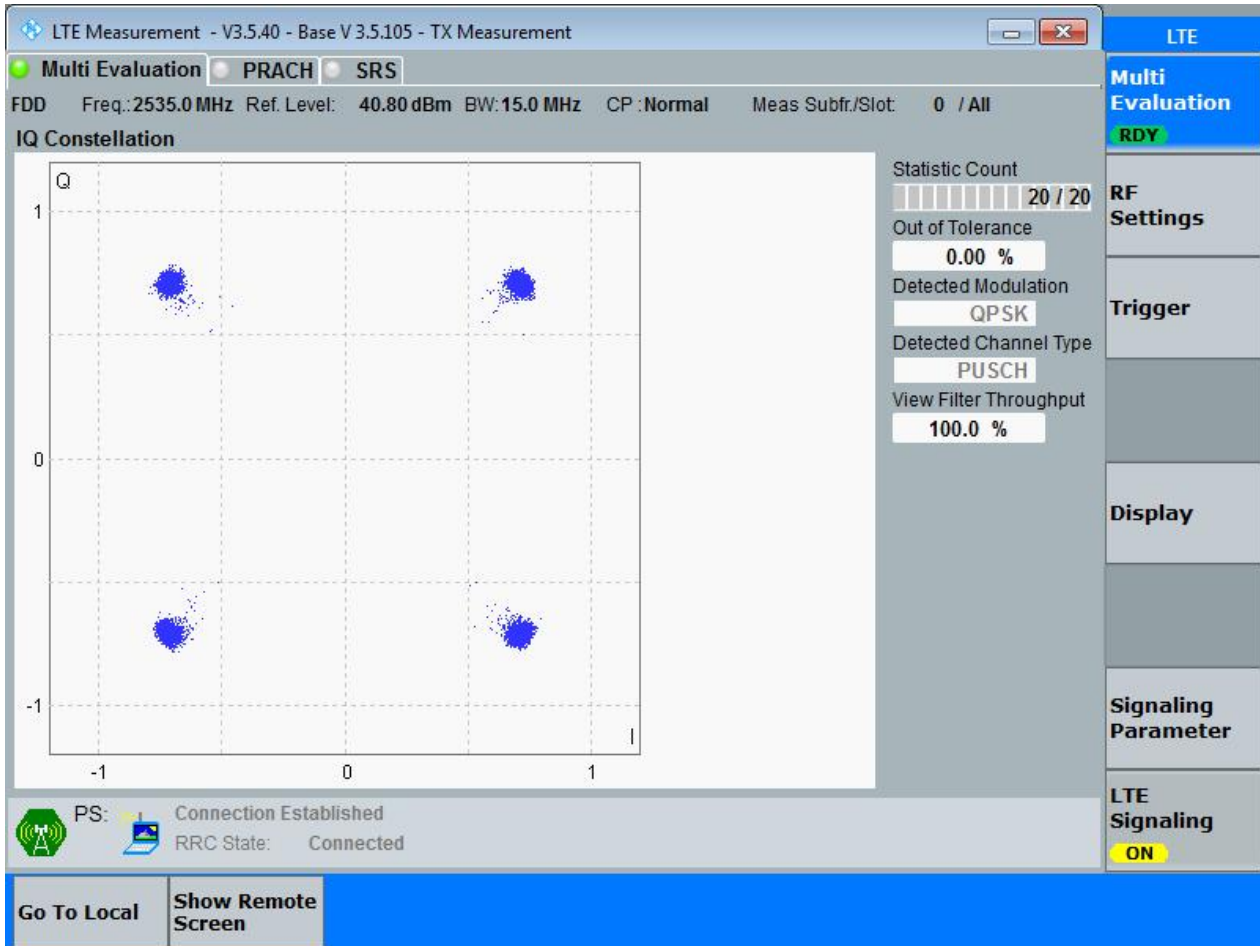 LTE Measurement - V3.5.40 - Base V 3.5.105 - TX Measurement
Multi Evaluation PRACH SRS
FDD Freq.: 2535.0 MHz Ref. Level: 40.80 dBm BW: 15.0 MHz CP : Normal Meas Subfr./Slot: 0 / All
IQ Constellation
Q
1
0
-1
I
-1 0 1
Statistic Count
20 / 20
Out of Tolerance
0.00 %
Detected Modulation
QPSK
Detected Channel Type
PUSCH
View Filter Throughput
100.0 %
PS: Connection Established
RRC State: Connected
LTE
Multi
Evaluation
RDY
RF
Settings
Trigger
Display
Signaling
Parameter
LTE
Signaling
ON
Go To Local
Show Remote
Screen